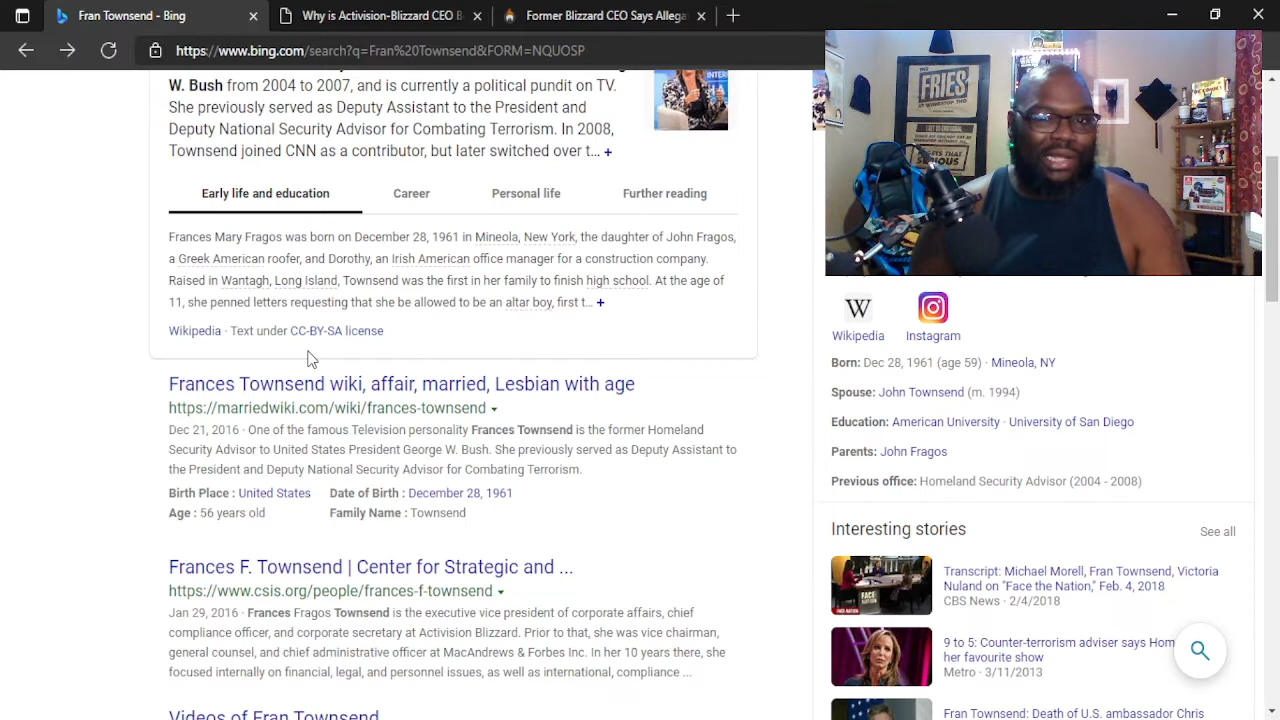 Fran Townsend - Bing
Why is Activision-Blizzard CEO B
Former Blizzard CEO Says Allega
https://www.bing.com/search?q=Fran%20Townsend&FORM=NQUOSP
W. Bush from 2004 to 2007, and is currently a political pundit on TV.
She previously served as Deputy Assistant to the President and
Deputy National Security Advisor for Combating Terrorism. In 2008,
Townsend joined CNN as a contributor, but later switched over t... +
Early life and education
Career
Personal life
Further reading
Frances Mary Fragos was born on December 28, 1961 in Mineola, New York, the daughter of John Fragos,
a Greek American roofer, and Dorothy, an Irish American office manager for a construction company.
Raised in Wantagh, Long Island, Townsend was the first in her family to finish high school. At the age of
11, she penned letters requesting that she be allowed to be an altar boy, first t... +
Wikipedia · Text under CC-BY-SA license
Frances Townsend wiki, affair, married, Lesbian with age
https://marriedwiki.com/wiki/frances-townsend
Dec 21, 2016 · One of the famous television personality Frances Townsend is the former Homeland
Security Advisor to United States President George W. Bush. She previously served as Deputy Assistant to
the President and Deputy National Security Advisor for Combating Terrorism.
Birth Place : United States
Date of Birth : December 28, 1961
Age : 56 years old
Family Name : Townsend
Frances F. Townsend | Center for Strategic and ...
https://www.csis.org/people/frances-f-townsend
Jan 29, 2016 · Frances Fragos Townsend is the executive vice president of corporate affairs, chief
compliance officer, and corporate secretary at Activision Blizzard. Prior to that, she was vice chairman,
general counsel, and chief administrative officer at MacAndrews & Forbes Inc. In her 10 years there, she
focused internally on financial, legal, and personnel issues, as well as international, compliance ...
Videos of Fran Townsend
FRIES
SERIOUS
W
Wikipedia
Instagram
Born: Dec 28, 1961 (age 59) · Mineola, NY
Spouse: John Townsend (m. 1994)
Education: American University · University of San Diego
Parents: John Fragos
Previous office: Homeland Security Advisor (2004 - 2008)
Interesting stories
See all
Transcript: Michael Morell, Fran Townsend, Victoria
Nuland on "Face the Nation," Feb. 4, 2018
CBS News · 2/4/2018
9 to 5: Counter-terrorism adviser says Hom
her favourite show
Metro · 3/11/2013
Fran Townsend: Death of U.S. ambassador Chris